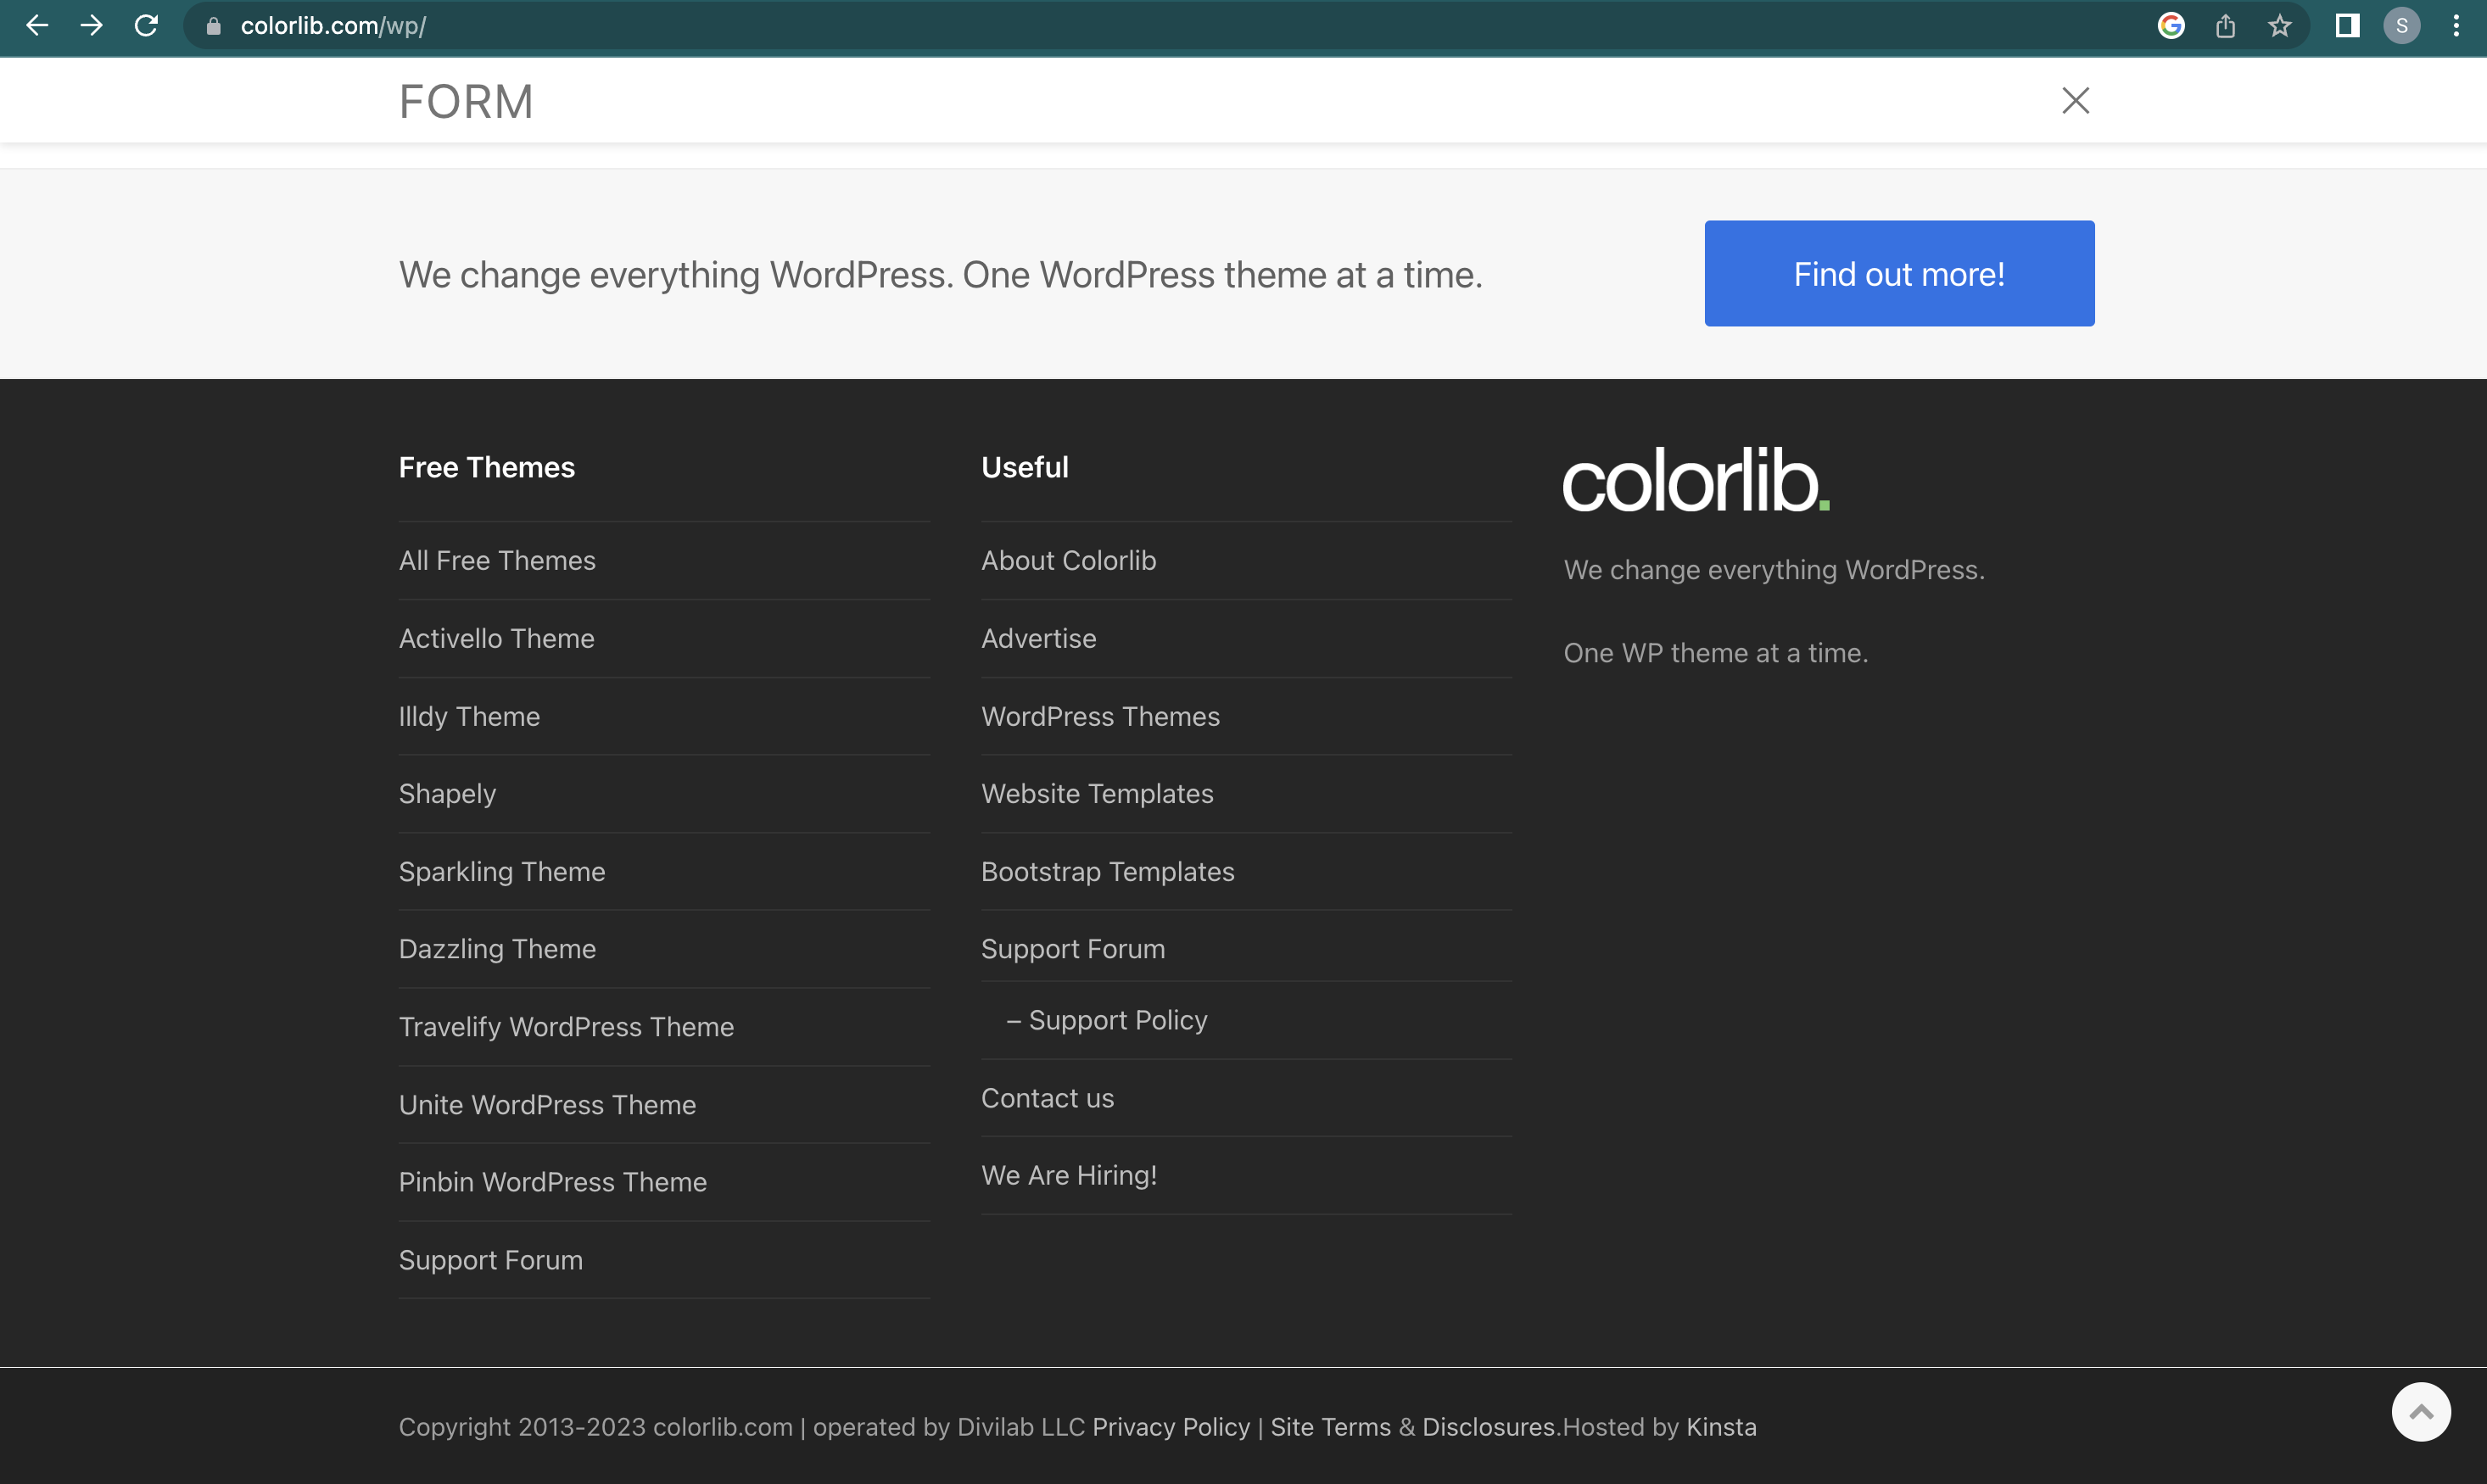 colorlib.com/wp/
S
FORM
We change everything WordPress. One WordPress theme at a time.
Find out more!
Free Themes
All Free Themes
Activello Theme
Illdy Theme
Shapely
Sparkling Theme
Dazzling Theme
Travelify WordPress Theme
Unite WordPress Theme
Pinbin WordPress Theme
Support Forum
Useful
About Colorlib
Advertise
WordPress Themes
Website Templates
Bootstrap Templates
Support Forum
– Support Policy
Contact us
We Are Hiring!
colorlib.
We change everything WordPress.
One WP theme at a time.
Copyright 2013-2023 colorlib.com | operated by Divilab LLC Privacy Policy | Site Terms & Disclosures.Hosted by Kinsta